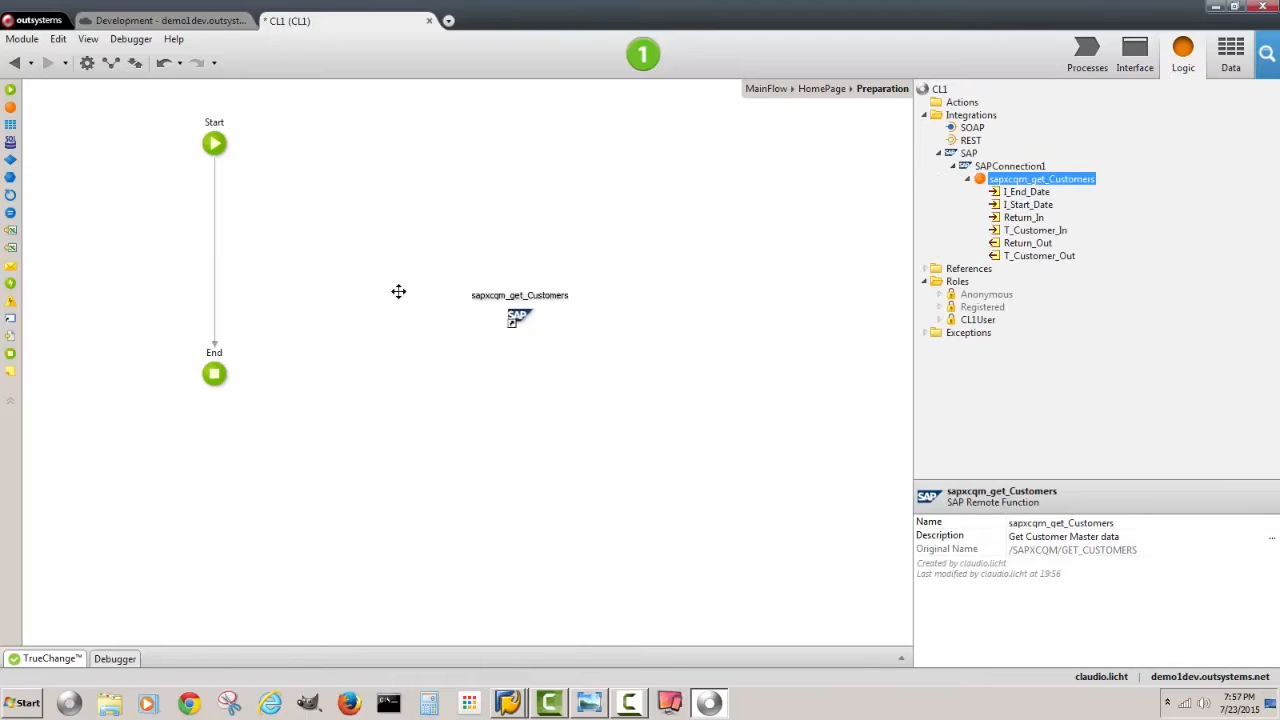 outsystems
Development - demo1dev.outsyst...
* CL1 (CL1)
Module Edit View Debugger Help
1
Processes Interface Logic Data
MainFlow HomePage Preparation
Start
sapxcqm_get_Customers
SAP
End
CL1
Actions
Integrations
SOAP
REST
SAP
SAPConnection1
sapxcqm_get_Customers
I_End_Date
I_Start_Date
Return_In
T_Customer_In
Return_Out
T_Customer_Out
References
Roles
Anonymous
Registered
CL1User
Exceptions
SAP
sapxcqm_get_Customers
SAP Remote Function
Name sapxcqm_get_Customers
Description Get Customer Master data ...
Original Name /SAPXCQM/GET_CUSTOMERS
Created by claudio.licht
Last modified by claudio.licht at 19:56
TrueChange™ Debugger
claudio.licht demo1dev.outsystems.net
Start
7:57 PM
7/23/2015